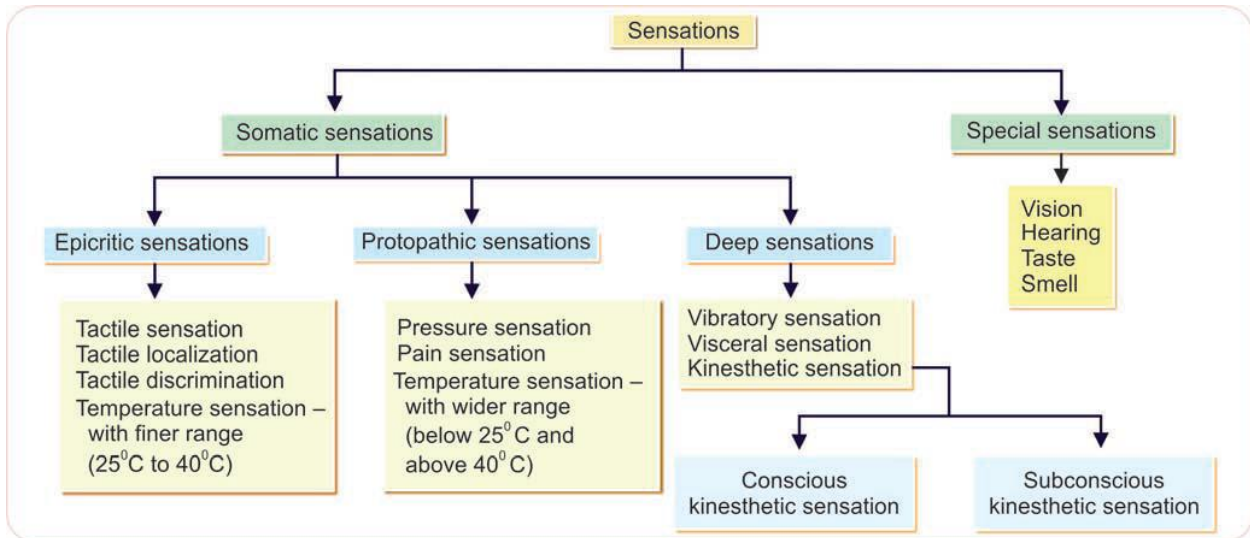 Sensations
Somatic sensations
Special sensations
Vision
Hearing
Taste
Smell
Epicritic sensations
Protopathic sensations
Deep sensations
Tactile sensation
Tactile localization
Tactile discrimination
Temperature sensation –
with finer range
(25⁰C to 40⁰C)
Pressure sensation
Pain sensation
Temperature sensation –
with wider range
(below 25⁰ C and
above 40⁰ C)
Vibratory sensation
Visceral sensation
Kinesthetic sensation
Conscious
kinesthetic sensation
Subconscious
kinesthetic sensation